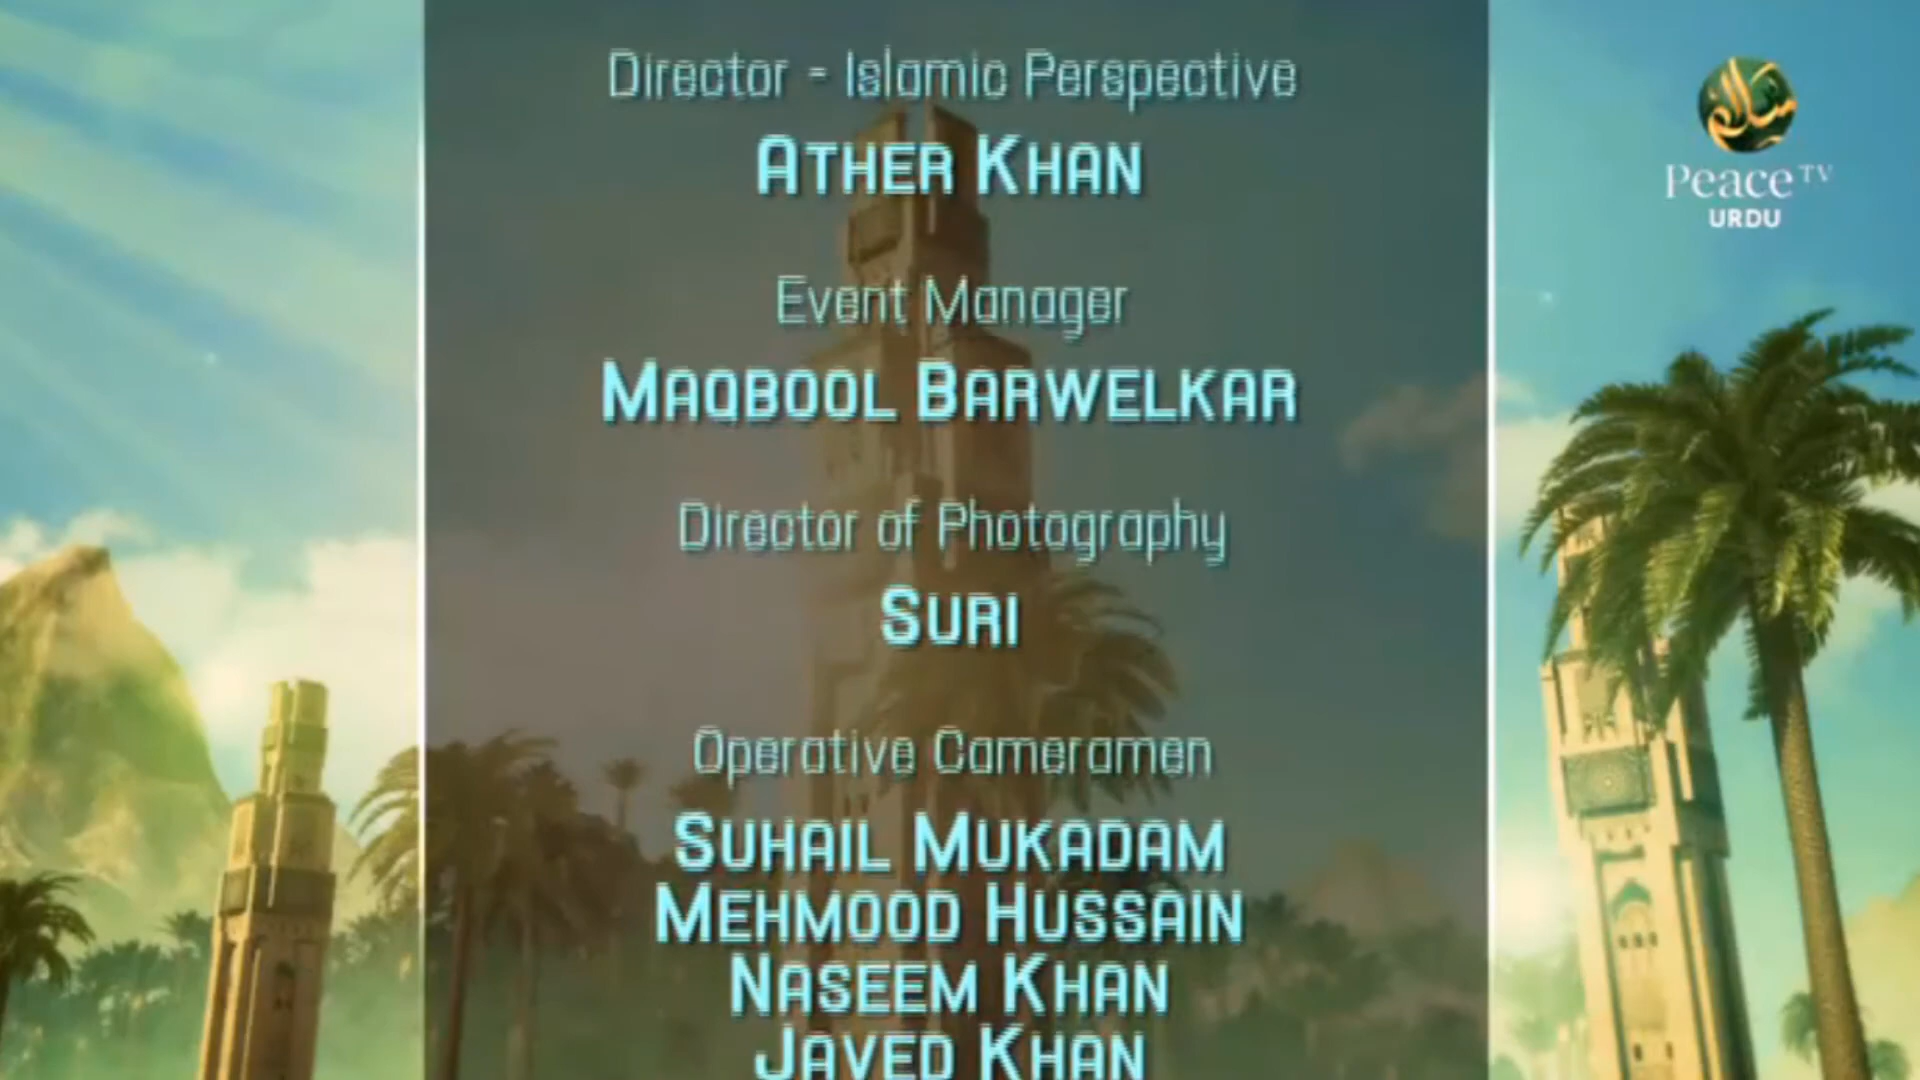 Director - Islamic Perspective
ATHER KHAN
Event Manager
MAQBOOL BARWELKAR
Director of Photography
SURI
Operative Cameramen
SUHAIL MUKADAM
MEHMOOD HUSSAIN
NASEEM KHAN
JAVED KHAN
سلام
Peace TV
URDU